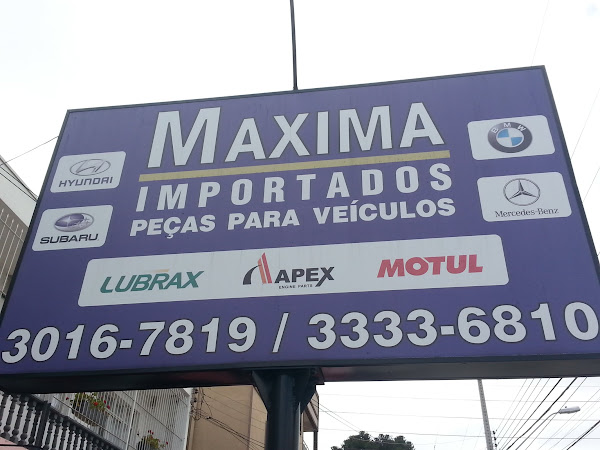 MAXIMA
IMPORTADOS
PEÇAS PARA VEÍCULOS
HYUNDAI
SUBARU
BMW
Mercedes-Benz
LUBRAX
APEX
ENGINE PARTS
MOTUL
3016-7819 / 3333-6810